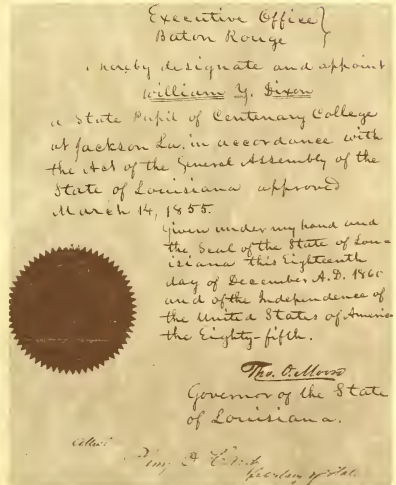 Executive Office}
Baton Rouge
I hereby designate and appoint
William Y. Dixon
a State Pupil of Centenary College
at Jackson La. in accordance with
the Act of the General Assembly of the
State of Louisiana approved
March 14, 1855.
Given under my hand and
the Seal of the State of Lou=
isiana this Eighteenth
day of December A.D. 1860
and of the Independence of
the United States of America
the Eighty-fifth.
Tho. O. Moore
Governor of the State
of Louisiana.
Attest
Secretary of State